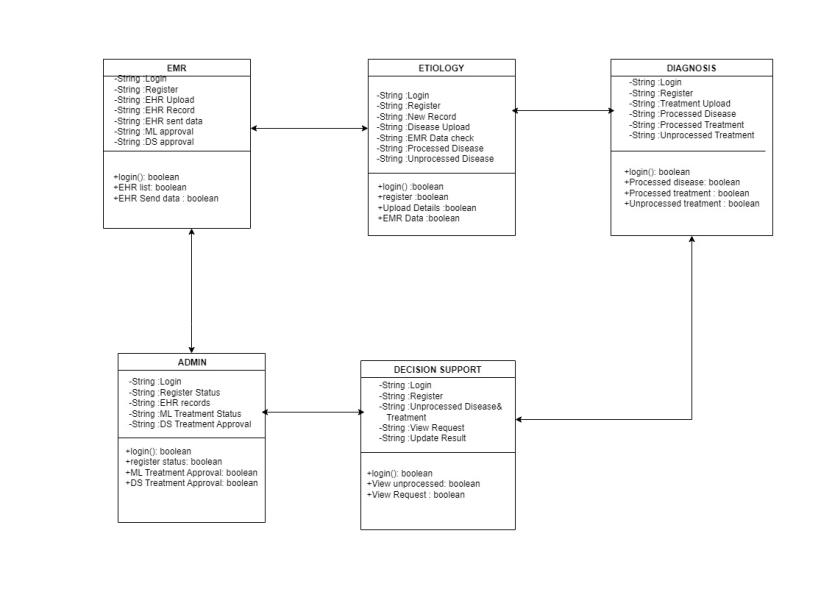 EMR
-String :Login
-String :Register
-String :EHR Upload
-String :EHR Record
-String :EHR sent data
-String :ML approval
-String :DS approval
+login(): boolean
+EHR list: boolean
+EHR Send data : boolean
ETIOLOGY
-String :Login
-String :Register
-String :New Record
-String :Disease Upload
-String :EMR Data check
-String :Processed Disease
-String :Unprocessed Disease
+login() :boolean
+register :boolean
+Upload Details :boolean
+EMR Data :boolean
DIAGNOSIS
-String :Login
-String :Register
-String :Treatment Upload
-String :Processed Disease
-String :Processed Treatment
-String :Unprocessed Treatment
+login(): boolean
+Processed disease: boolean
+Processed treatment : boolean
+Unprocessed treatment : boolean
ADMIN
-String :Login
-String :Register Status
-String :EHR records
-String :ML Treatment Status
-String :DS Treatment Approval
+login(): boolean
+register status: boolean
+ML Treatment Approval: boolean
+DS Treatment Approval: boolean
DECISION SUPPORT
-String :Login
-String :Register
-String :Unprocessed Disease&
Treatment
-String :View Request
-String :Update Result
+login(): boolean
+View unprocessed: boolean
+View Request : boolean